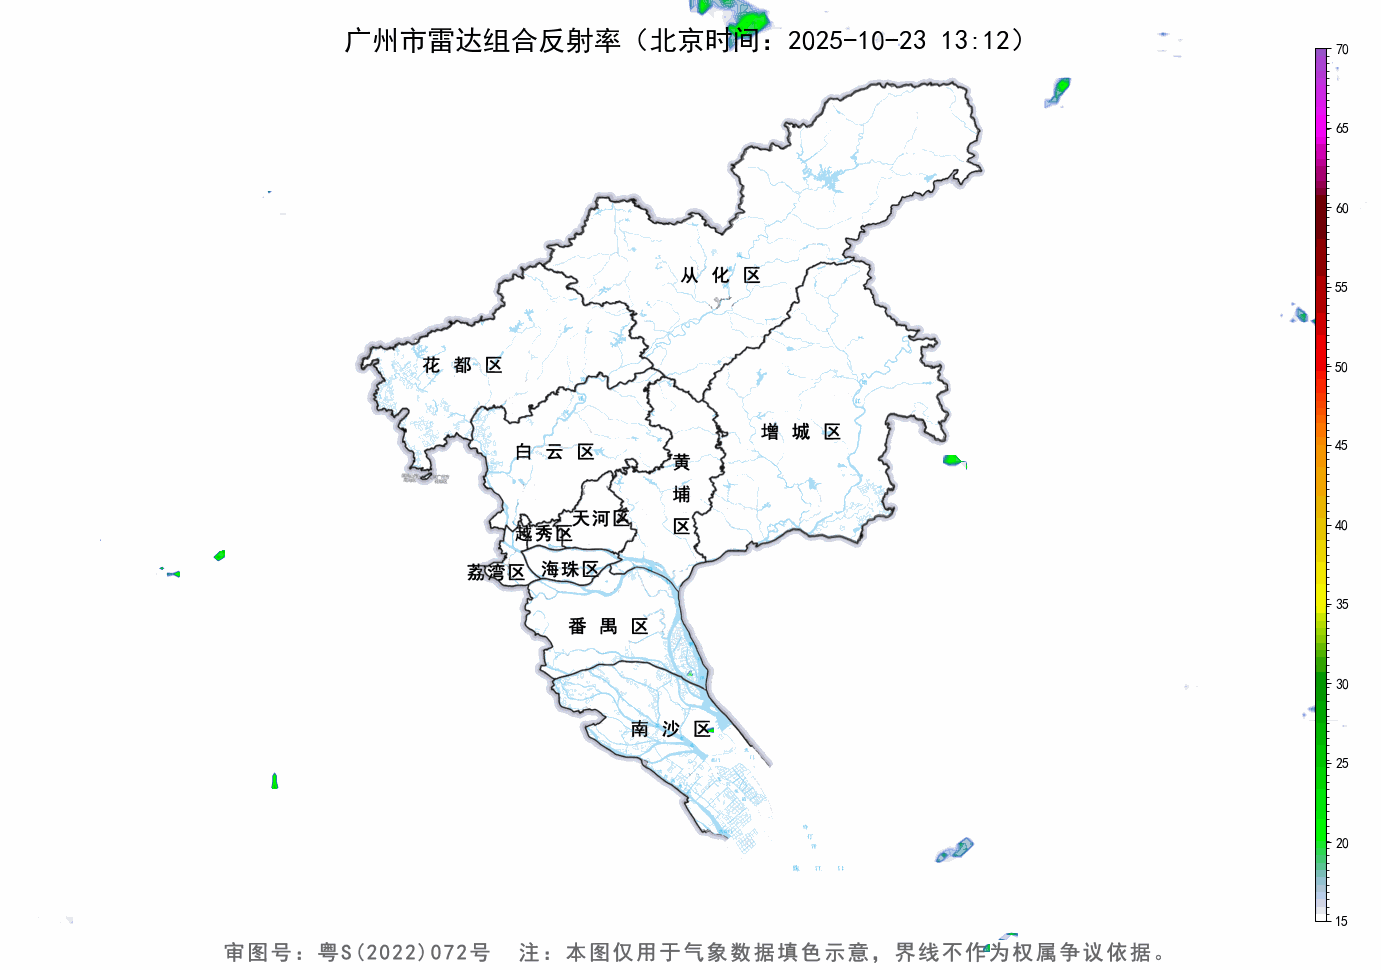 广州市雷达组合反射率（北京时间：2025-10-23 13:12）
70
65
60
55
50
45
40
35
30
25
20
15
从化区
花都区
增城区
白云区
黄埔区
天河区
越秀区
荔湾区
海珠区
番禺区
南沙区
审图号：粤S(2022)072号 注：本图仅用于气象数据填色示意，界线不作为权属争议依据。